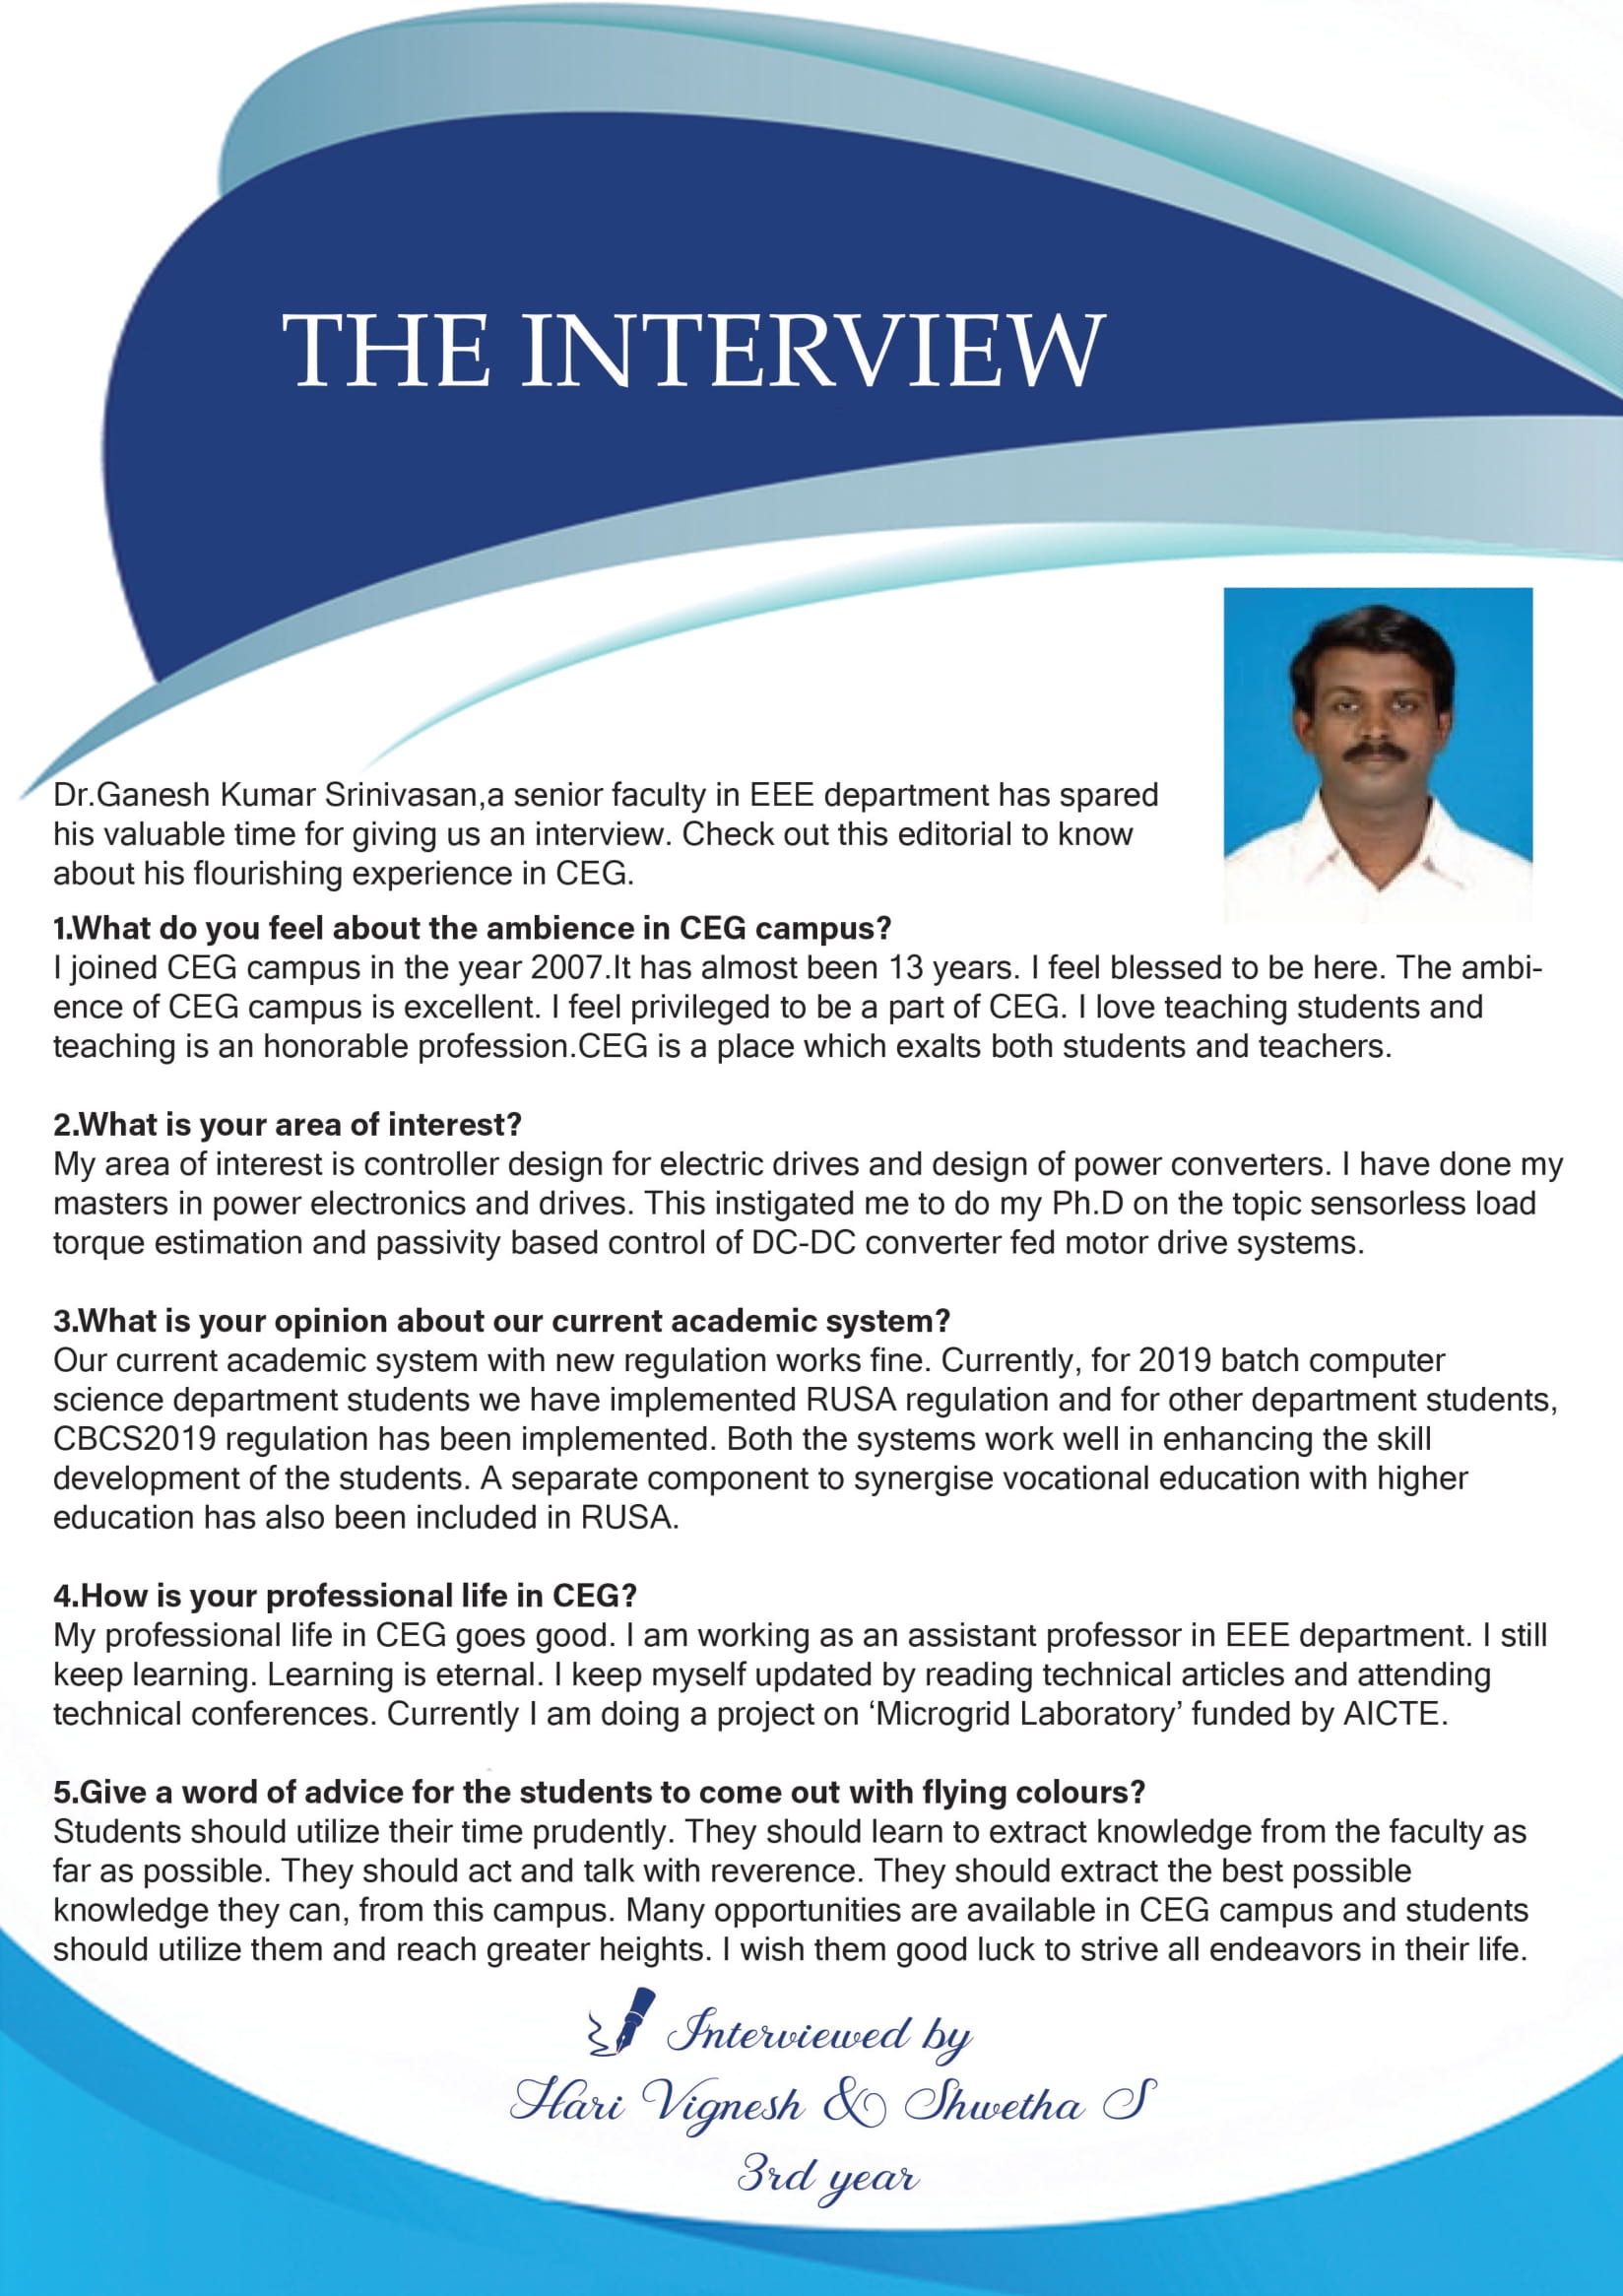 THE INTERVIEW
Dr.Ganesh Kumar Srinivasan,a senior faculty in EEE department has spared
his valuable time for giving us an interview. Check out this editorial to know
about his flourishing experience in CEG.
1.What do you feel about the ambience in CEG campus?
I joined CEG campus in the year 2007.It has almost been 13 years. I feel blessed to be here. The ambi-
ence of CEG campus is excellent. I feel privileged to be a part of CEG. I love teaching students and
teaching is an honorable profession.CEG is a place which exalts both students and teachers.
2.What is your area of interest?
My area of interest is controller design for electric drives and design of power converters. I have done my
masters in power electronics and drives. This instigated me to do my Ph.D on the topic sensorless load
torque estimation and passivity based control of DC-DC converter fed motor drive systems.
3.What is your opinion about our current academic system?
Our current academic system with new regulation works fine. Currently, for 2019 batch computer
science department students we have implemented RUSA regulation and for other department students,
CBCS2019 regulation has been implemented. Both the systems work well in enhancing the skill
development of the students. A separate component to synergise vocational education with higher
education has also been included in RUSA.
4.How is your professional life in CEG?
My professional life in CEG goes good. I am working as an assistant professor in EEE department. I still
keep learning. Learning is eternal. I keep myself updated by reading technical articles and attending
technical conferences. Currently I am doing a project on ‘Microgrid Laboratory’ funded by AICTE.
5.Give a word of advice for the students to come out with flying colours?
Students should utilize their time prudently. They should learn to extract knowledge from the faculty as
far as possible. They should act and talk with reverence. They should extract the best possible
knowledge they can, from this campus. Many opportunities are available in CEG campus and students
should utilize them and reach greater heights. I wish them good luck to strive all endeavors in their life.
Interviewed by
Hari Vignesh & Shwetha S
3rd year